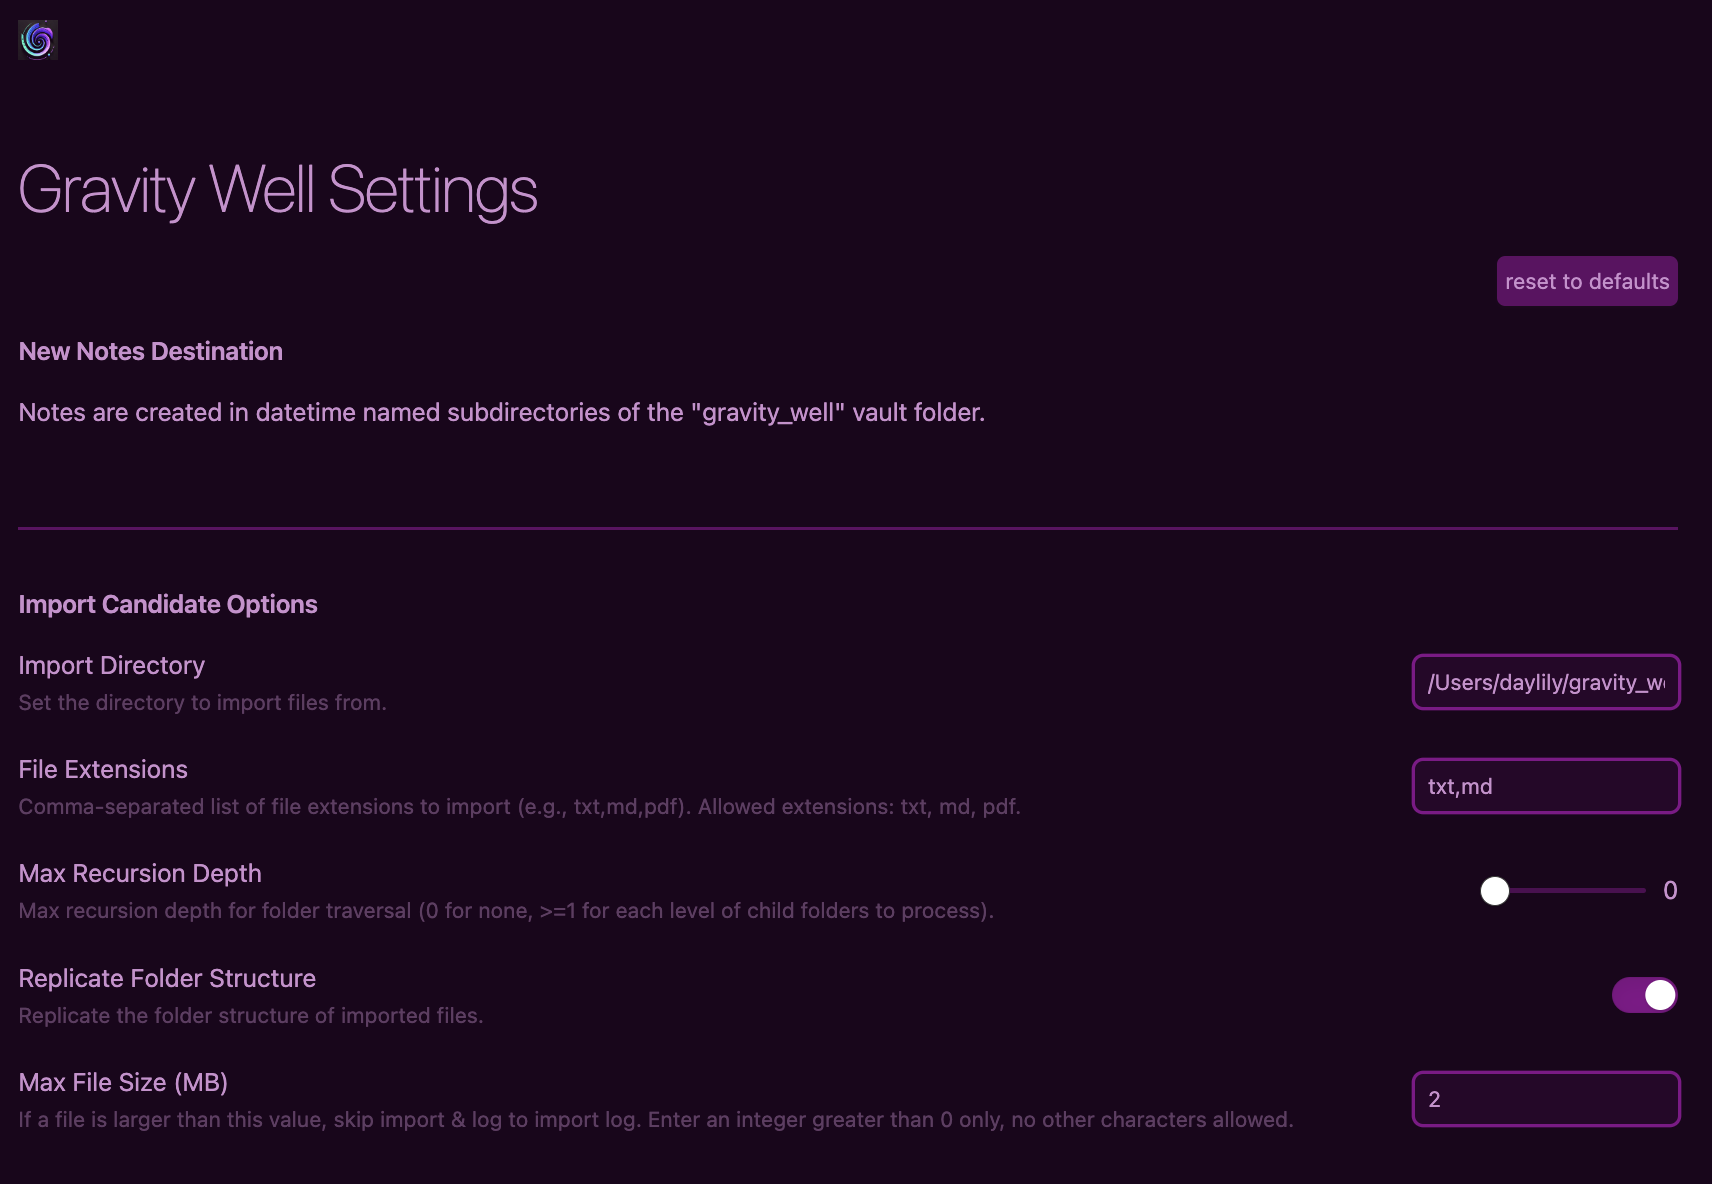 Gravity Well Settings
reset to defaults
New Notes Destination
Notes are created in datetime named subdirectories of the "gravity_well" vault folder.
Import Candidate Options
Import Directory
/Users/daylily/gravity_w
Set the directory to import files from.
File Extensions
txt,md
Comma-separated list of file extensions to import (e.g., txt,md,pdf). Allowed extensions: txt, md, pdf.
Max Recursion Depth
0
Max recursion depth for folder traversal (0 for none, >=1 for each level of child folders to process).
Replicate Folder Structure
Replicate the folder structure of imported files.
Max File Size (MB)
2
If a file is larger than this value, skip import & log to import log. Enter an integer greater than 0 only, no other characters allowed.